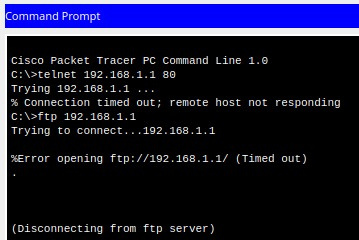 Command Prompt
Cisco Packet Tracer PC Command Line 1.0
C:\>telnet 192.168.1.1 80
Trying 192.168.1.1 ...
% Connection timed out; remote host not responding
C:\>ftp 192.168.1.1
Trying to connect...192.168.1.1
%Error opening ftp://192.168.1.1/ (Timed out)
.
(Disconnecting from ftp server)